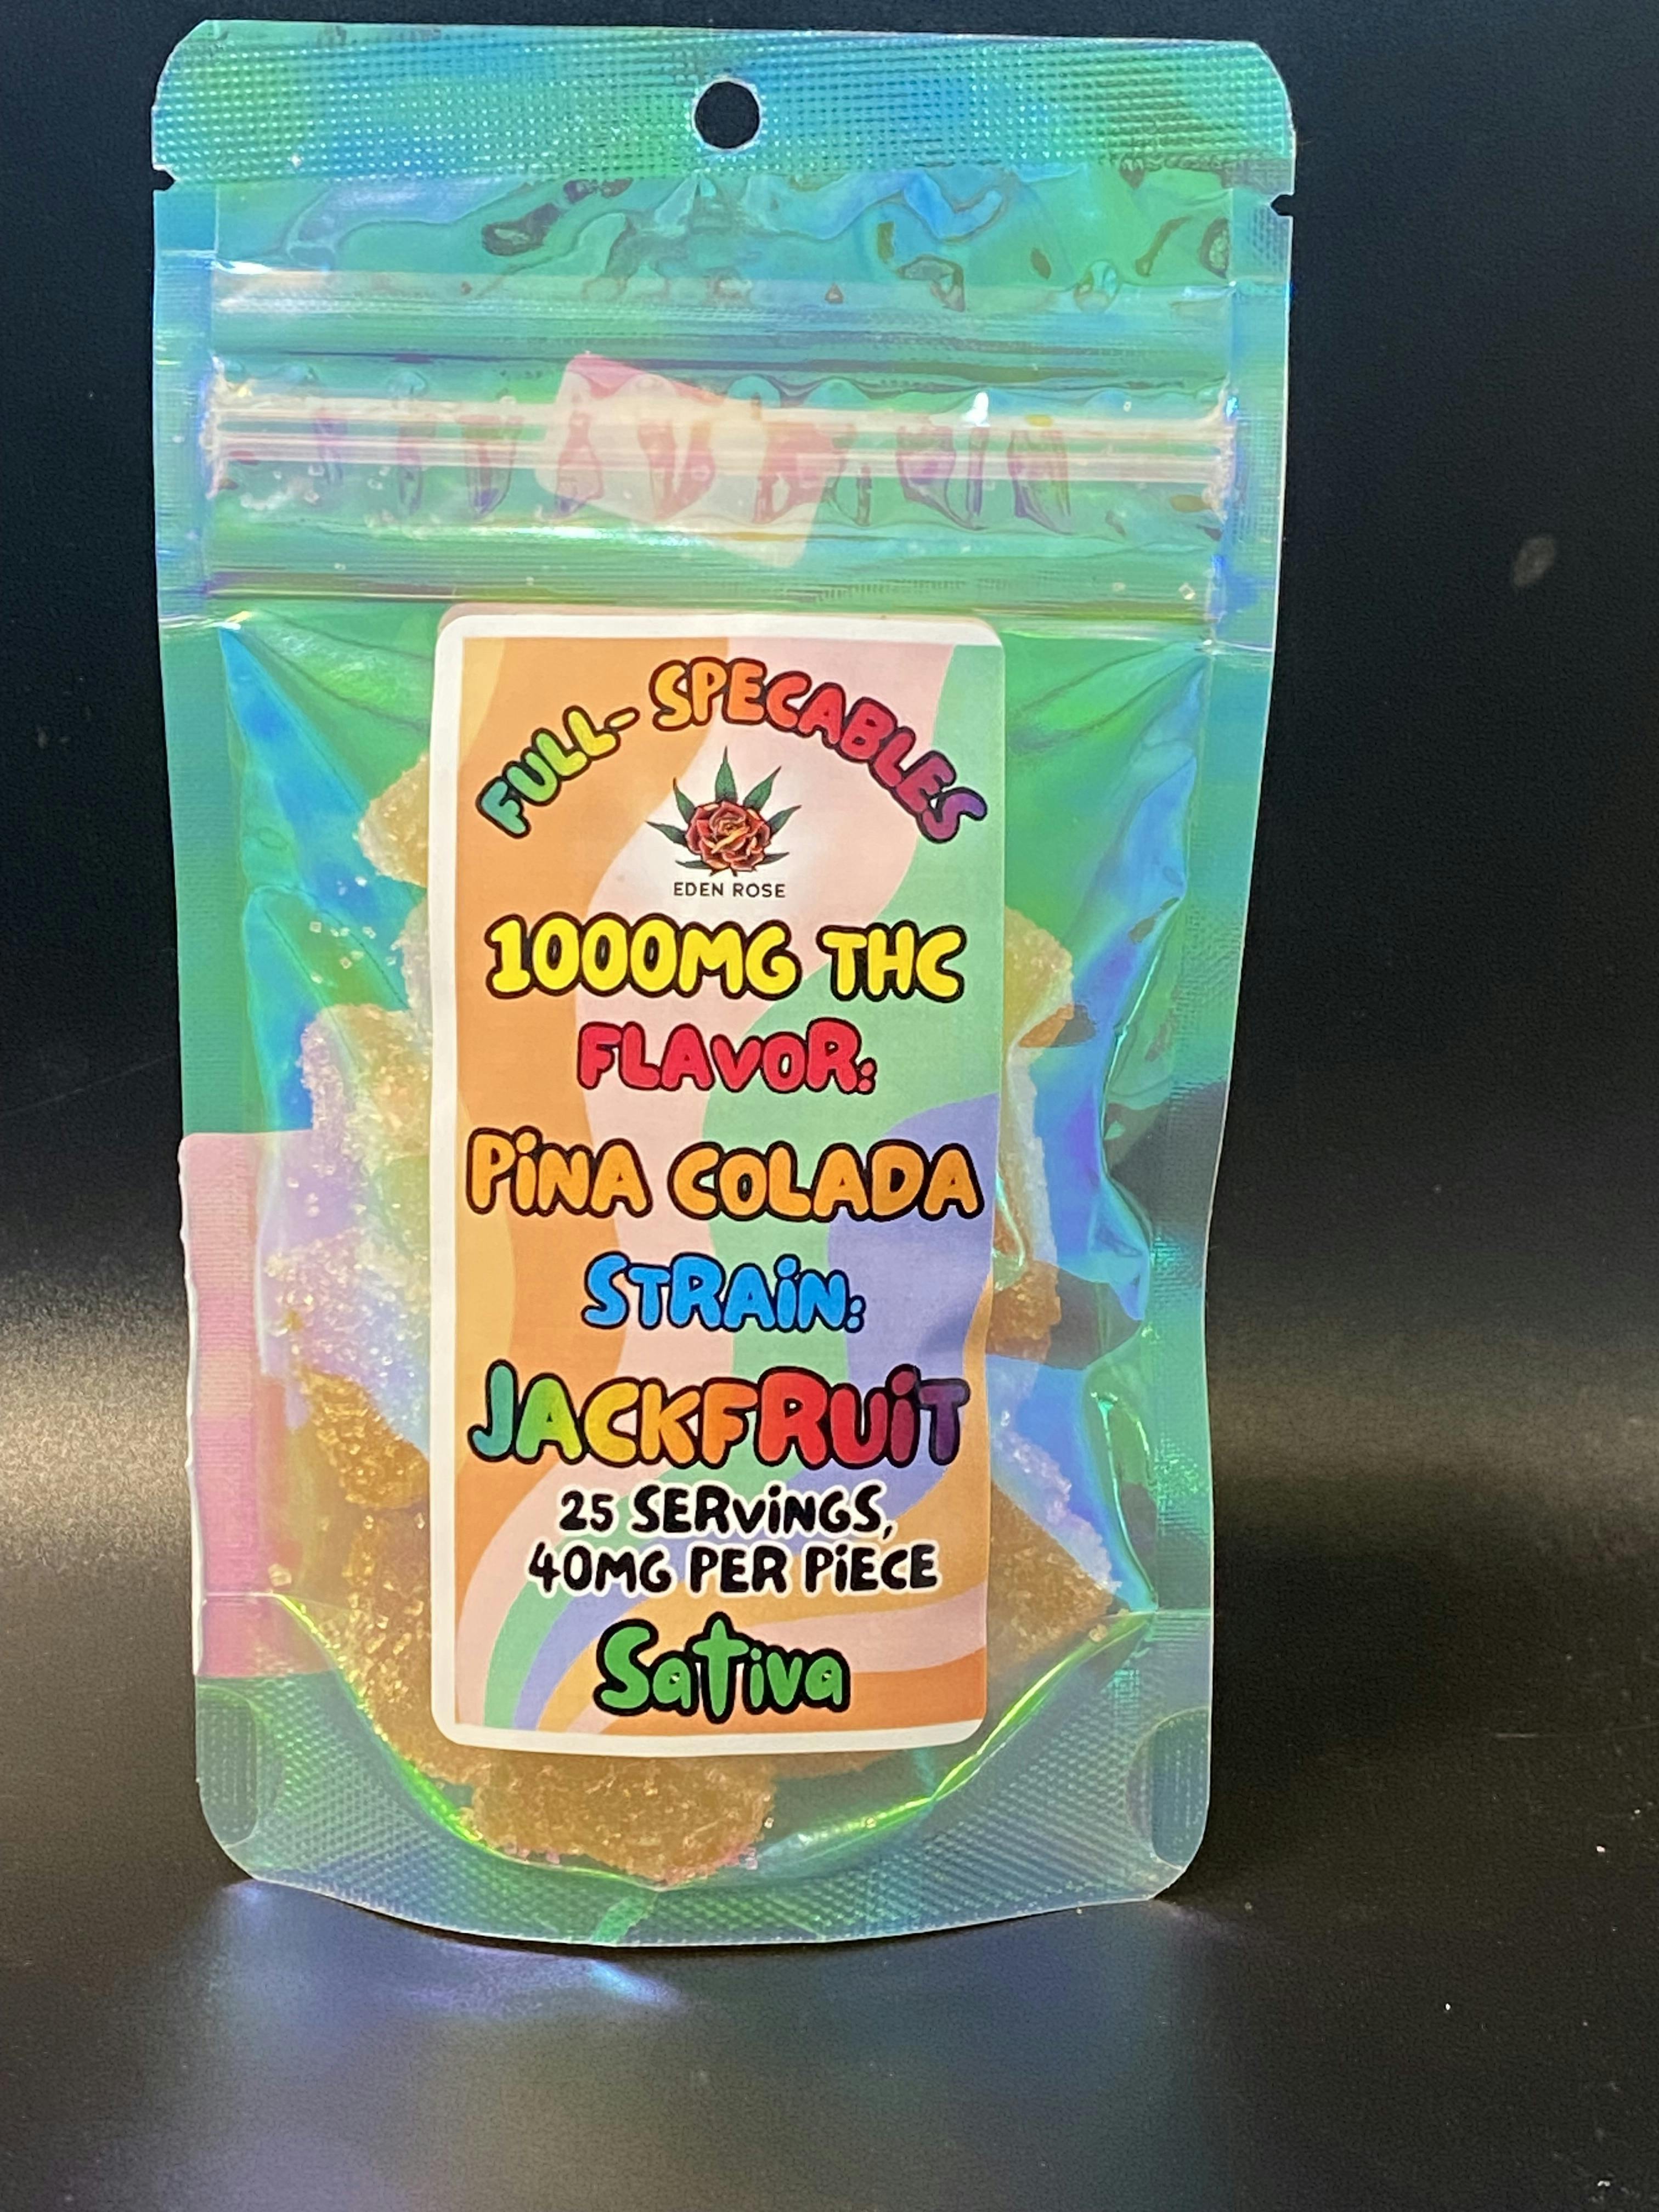 FULL- SPECABLES
EDEN ROSE
1000MG THC
FLAVOR:
PiNA COLADA
STRAiN:
JACKFRUiT
25 SERViNGS,
40MG PER PiECE
Sativa